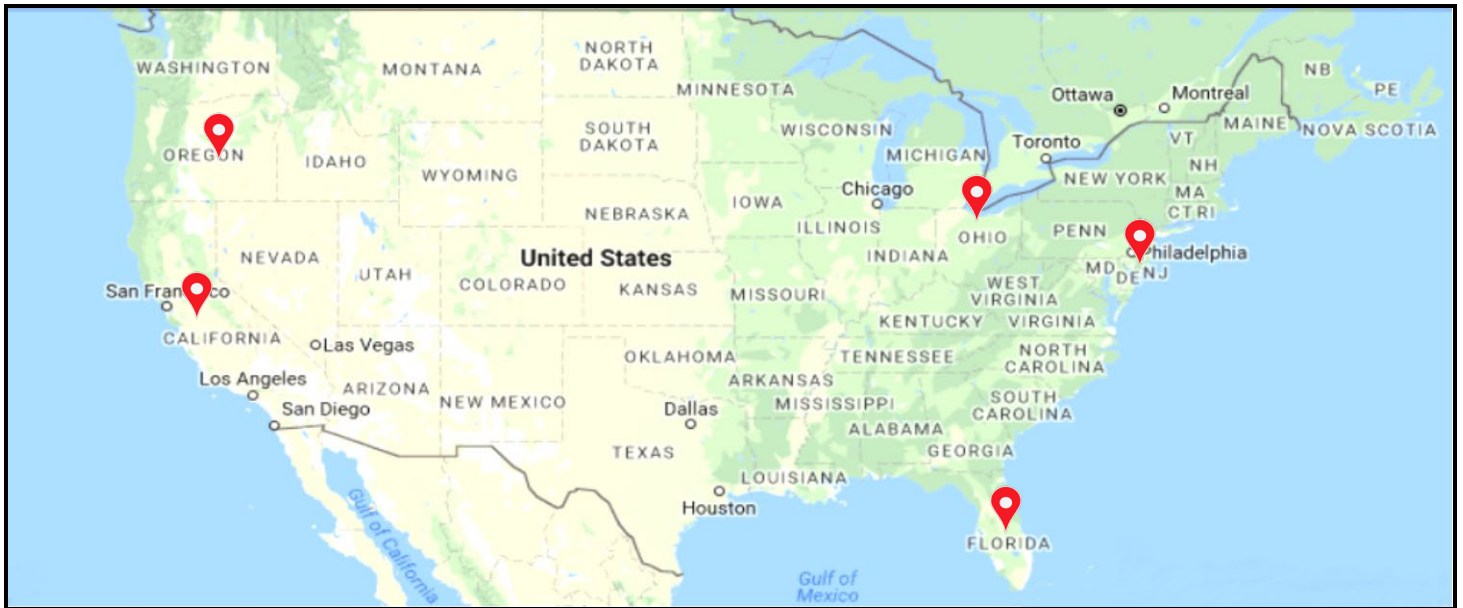 NORTH
DAKOTA
WASHINGTON
MONTANA
NB
MINNESOTA
PE
Ottawa
Montreal
SOUTH
DAKOTA
WISCONSIN
MAINE
NOVA SCOTIA
VT
Toronto
OREGON
IDAHO
MICHIGAN
NH
WYOMING
NEW YORK
Chicago
MA
IOWA
CT RI
NEBRASKA
ILLINOIS
PENN
OHIO
NEVADA
United States
INDIANA
Philadelphia
UTAH
MD
DE
NJ
COLORADO
KANSAS
MISSOURI
WEST
VIRGINIA
San Francisco
KENTUCKY
VIRGINIA
CALIFORNIA
Las Vegas
OKLAHOMA
TENNESSEE
NORTH
CAROLINA
Los Angeles
ARIZONA
ARKANSAS
NEW MEXICO
MISSISSIPPI
SOUTH
CAROLINA
San Diego
Dallas
ALABAMA
TEXAS
GEORGIA
LOUISIANA
Houston
Gulf of California
FLORIDA
Gulf of
Mexico